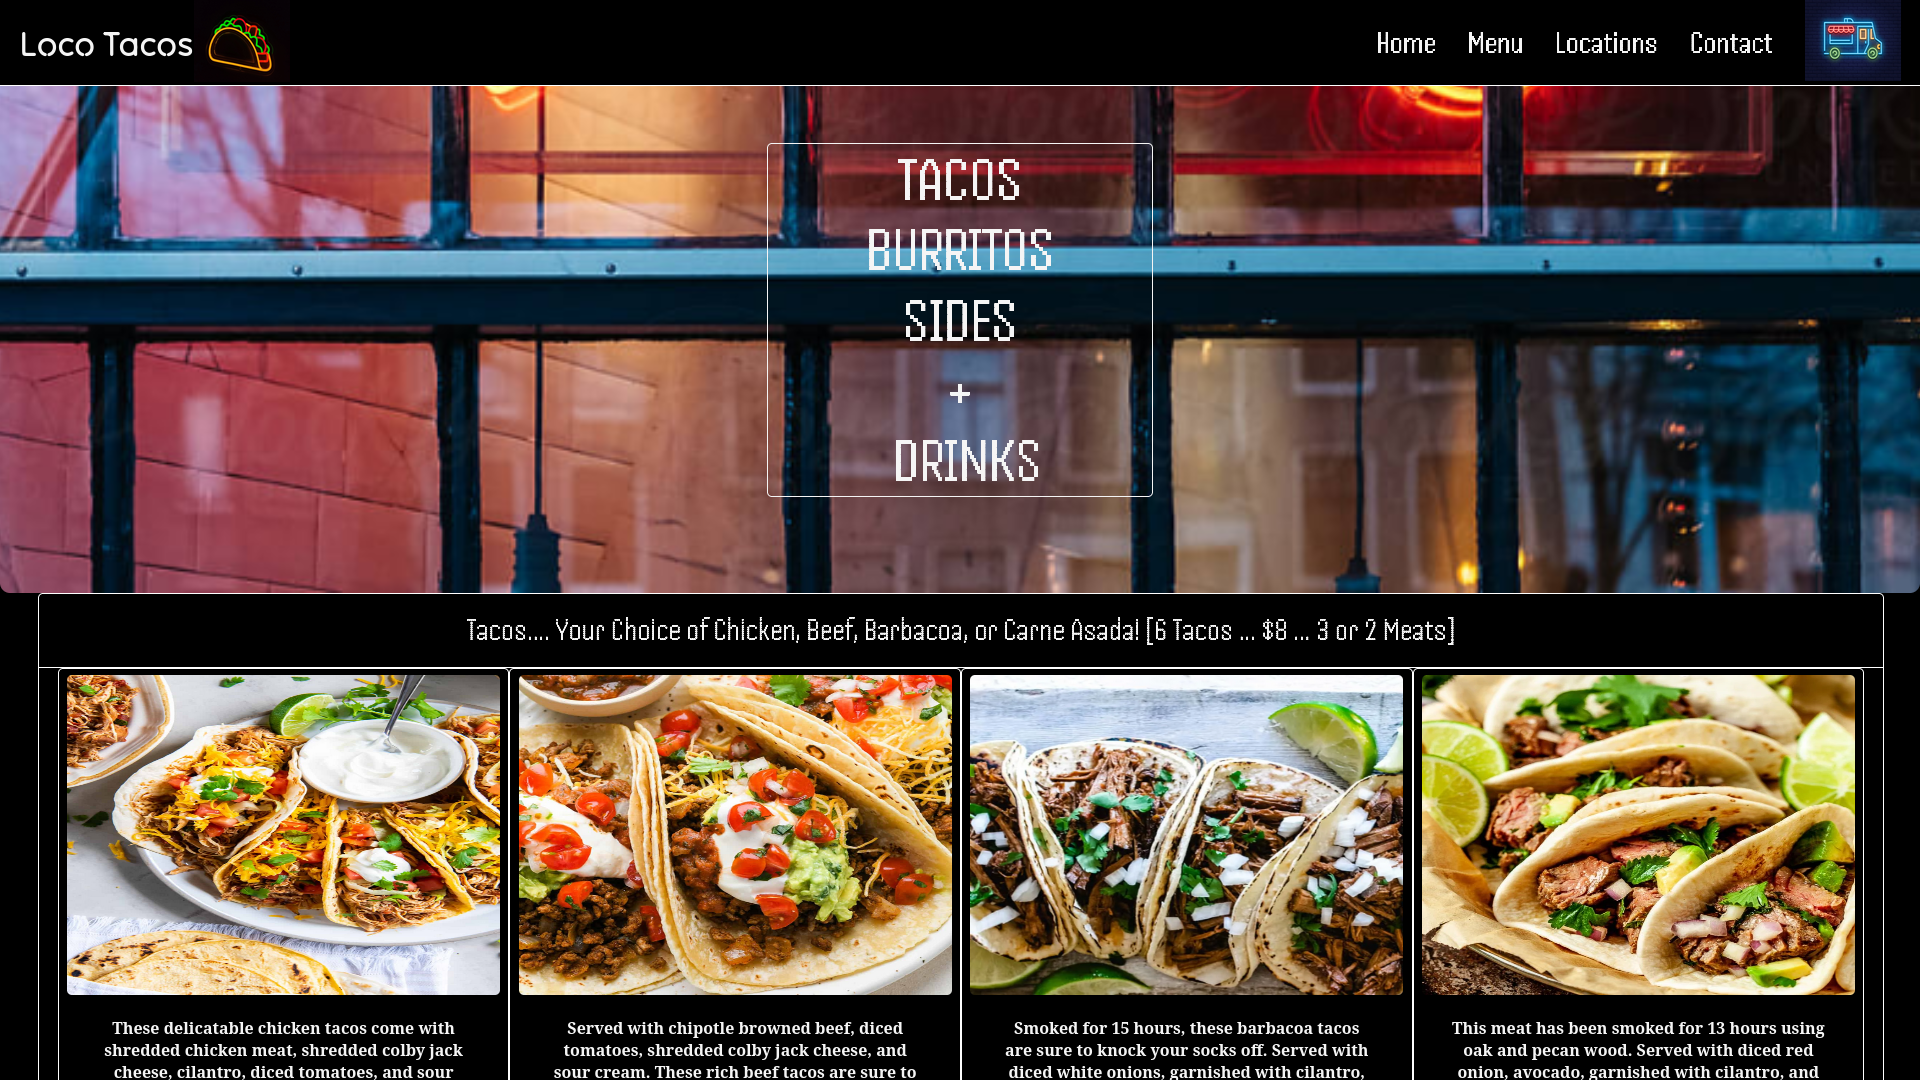 Loco Tacos
Home Menu Locations Contact
TACOS
BURRITOS
SIDES
+
DRINKS
Tacos.... Your Choice of Chicken, Beef, Barbacoa, or Carne Asada! [6 Tacos ... $8 ... 3 or 2 Meats]
These delicatable chicken tacos come with
shredded chicken meat, shredded colby jack
cheese, cilantro, diced tomatoes, and sour
Served with chipotle browned beef, diced
tomatoes, shredded colby jack cheese, and
sour cream. These rich beef tacos are sure to
Smoked for 15 hours, these barbacoa tacos
are sure to knock your socks off. Served with
diced white onions, garnished with cilantro,
This meat has been smoked for 13 hours using
oak and pecan wood. Served with diced red
onion, avocado, garnished with cilantro, and